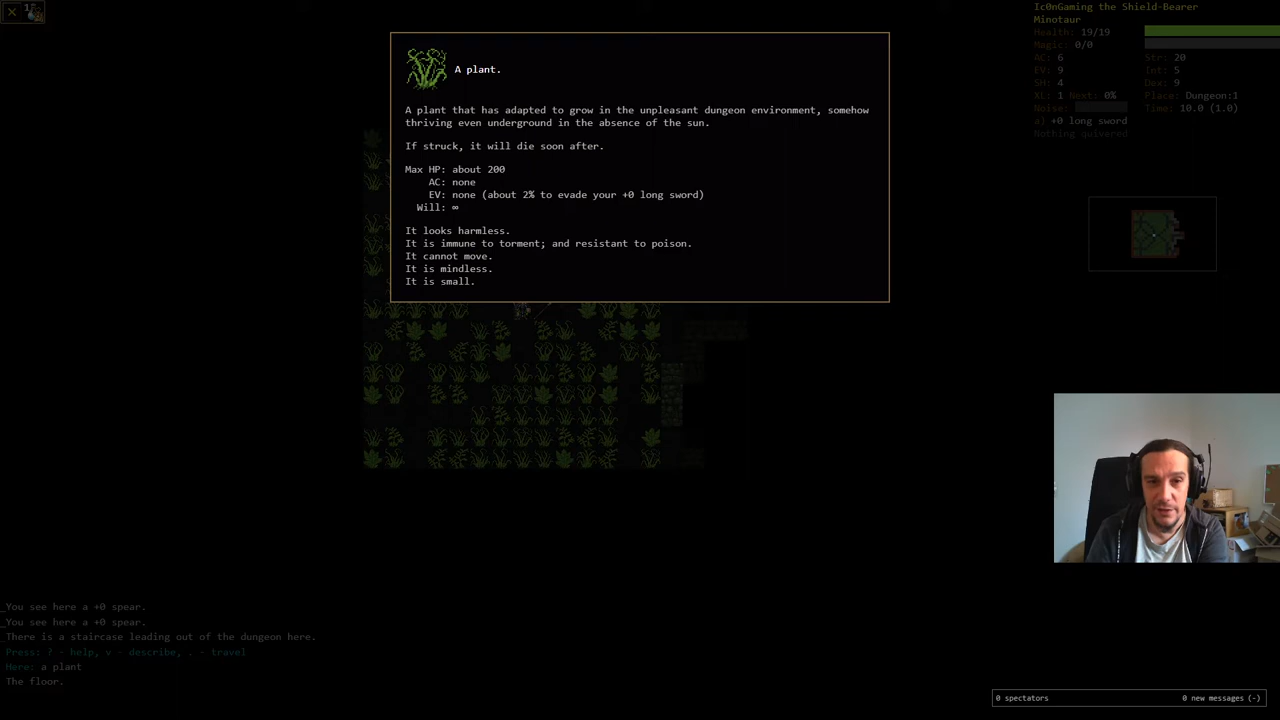 Ic0nGaming the Shield-Bearer
Minotaur
Health: 19/19
Magic: 0/0
AC: 6 Str: 20
EV: 9 Int: 5
SH: 4 Dex: 9
XL: 1 Next: 0% Place: Dungeon:1
Noise: Time: 10.0 (1.0)
a) +0 long sword
Nothing quivered
A plant.
A plant that has adapted to grow in the unpleasant dungeon environment, somehow
thriving even underground in the absence of the sun.
If struck, it will die soon after.
Max HP: about 200
AC: none
EV: none (about 2% to evade your +0 long sword)
Will: ∞
It looks harmless.
It is immune to torment; and resistant to poison.
It cannot move.
It is mindless.
It is small.
_You see here a +0 spear.
_You see here a +0 spear.
_There is a staircase leading out of the dungeon here.
Press: ? - help, v - describe, . - travel
Here: a plant
The floor.
0 spectators 0 new messages (-)